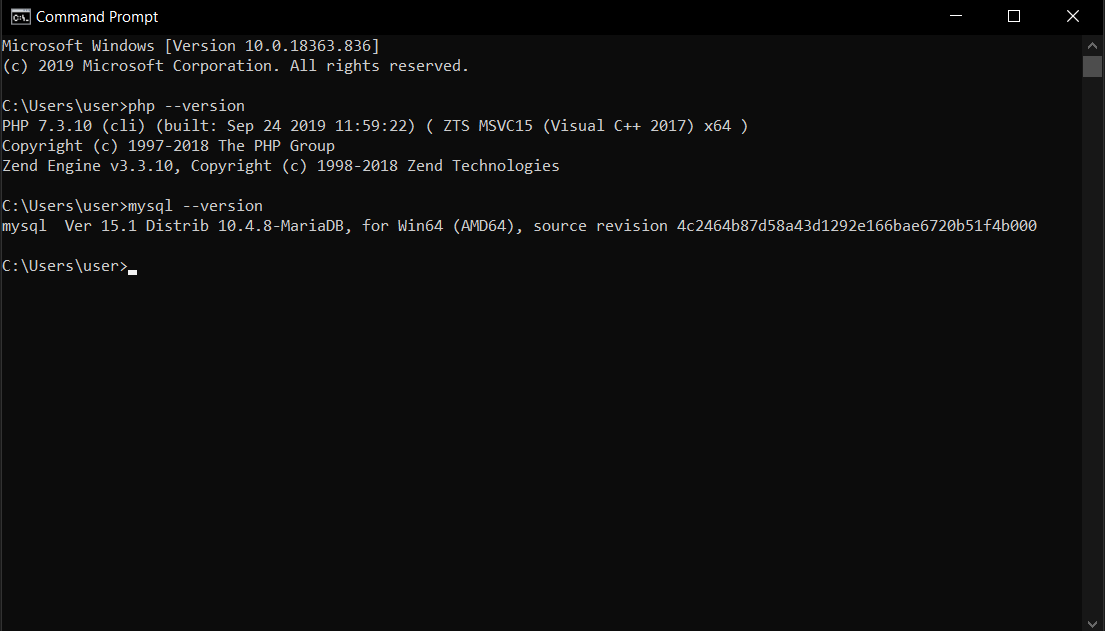 Command Prompt
Microsoft Windows [Version 10.0.18363.836]
(c) 2019 Microsoft Corporation. All rights reserved.
C:\Users\user>php --version
PHP 7.3.10 (cli) (built: Sep 24 2019 11:59:22) ( ZTS MSVC15 (Visual C++ 2017) x64 )
Copyright (c) 1997-2018 The PHP Group
Zend Engine v3.3.10, Copyright (c) 1998-2018 Zend Technologies
C:\Users\user>mysql --version
mysql  Ver 15.1 Distrib 10.4.8-MariaDB, for Win64 (AMD64), source revision 4c2464b87d58a43d1292e166bae6720b51f4b000
C:\Users\user>